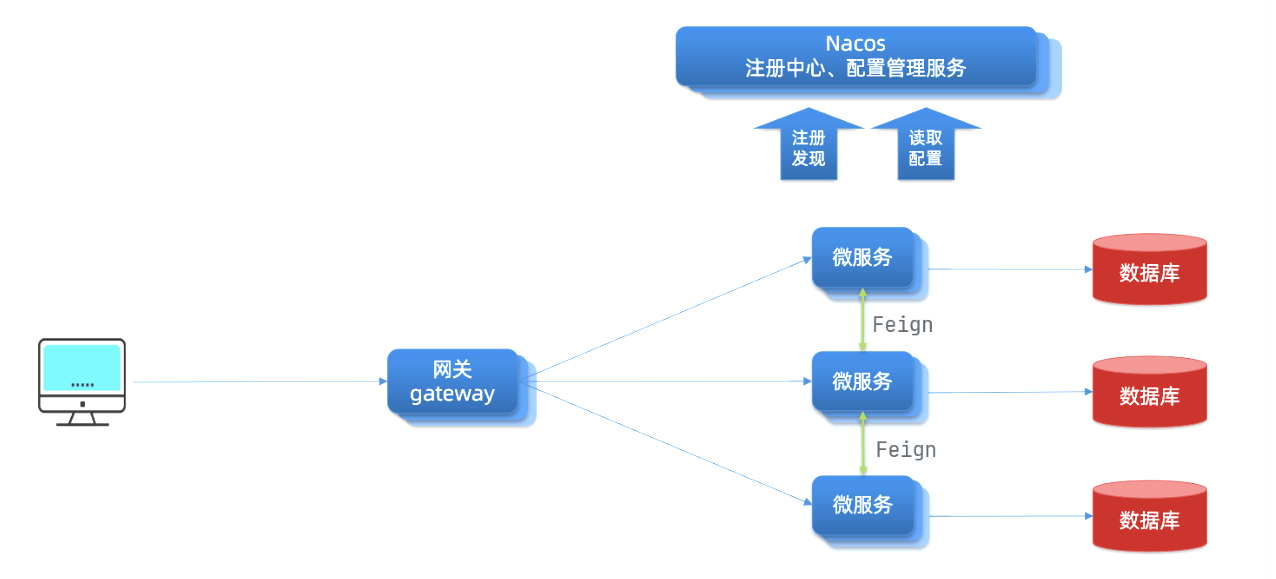 Nacos
注册中心、配置管理服务
注册
发现
读取
配置
微服务
数据库
Feign
网关
gateway
微服务
数据库
Feign
微服务
数据库